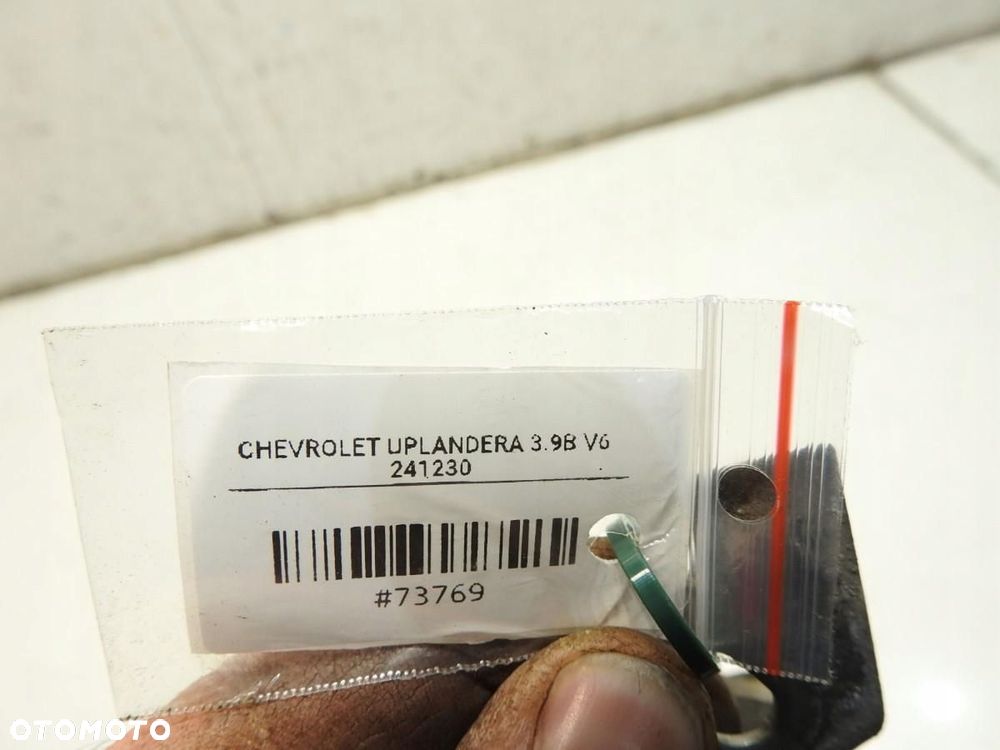 CHEVROLET UPLANDERA 3.9B V6
241230
#73769
OTOMOTO